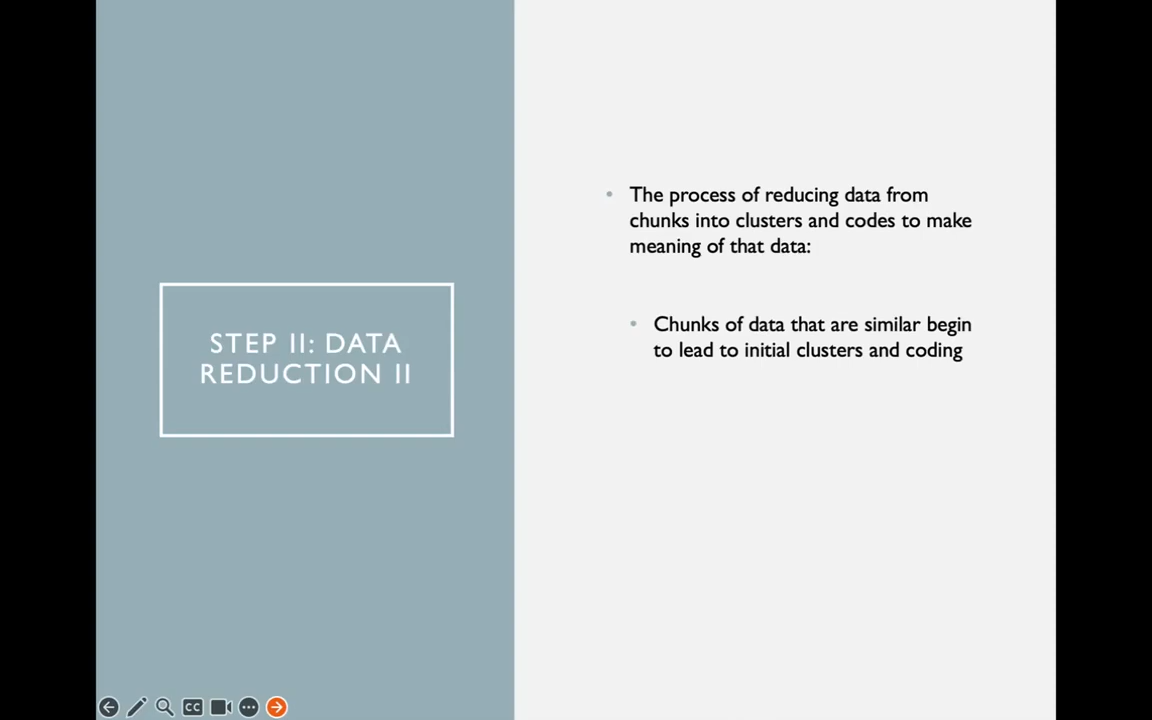 STEP II: DATA
REDUCTION II
• The process of reducing data from
chunks into clusters and codes to make
meaning of that data:
• Chunks of data that are similar begin
to lead to initial clusters and coding
CC